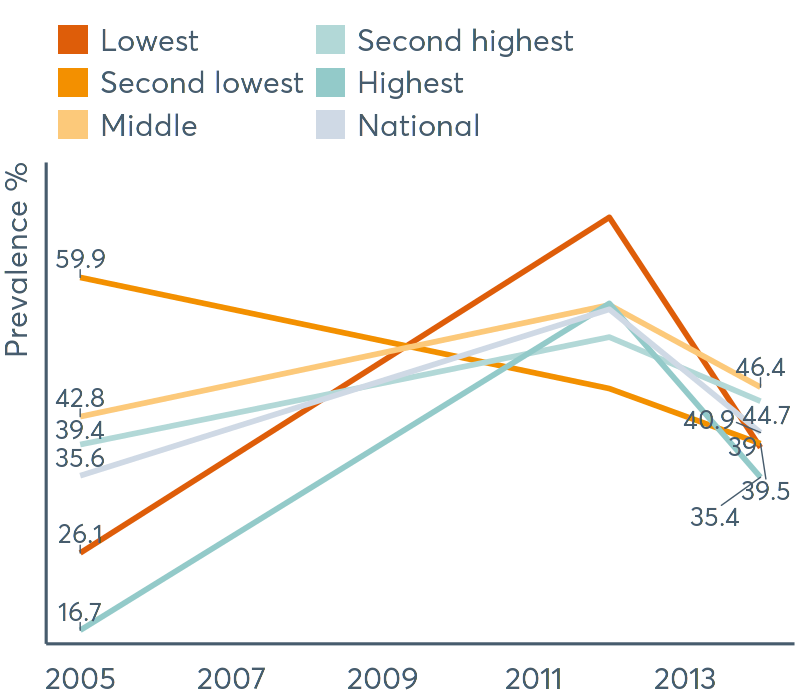 Lowest
Second lowest
Middle
Second highest
Highest
National
Prevalence %
59.9
42.8
39.4
35.6
26.1
16.7
46.4
44.7
40.9
39
39.5
35.4
2005 2007 2009 2011 2013